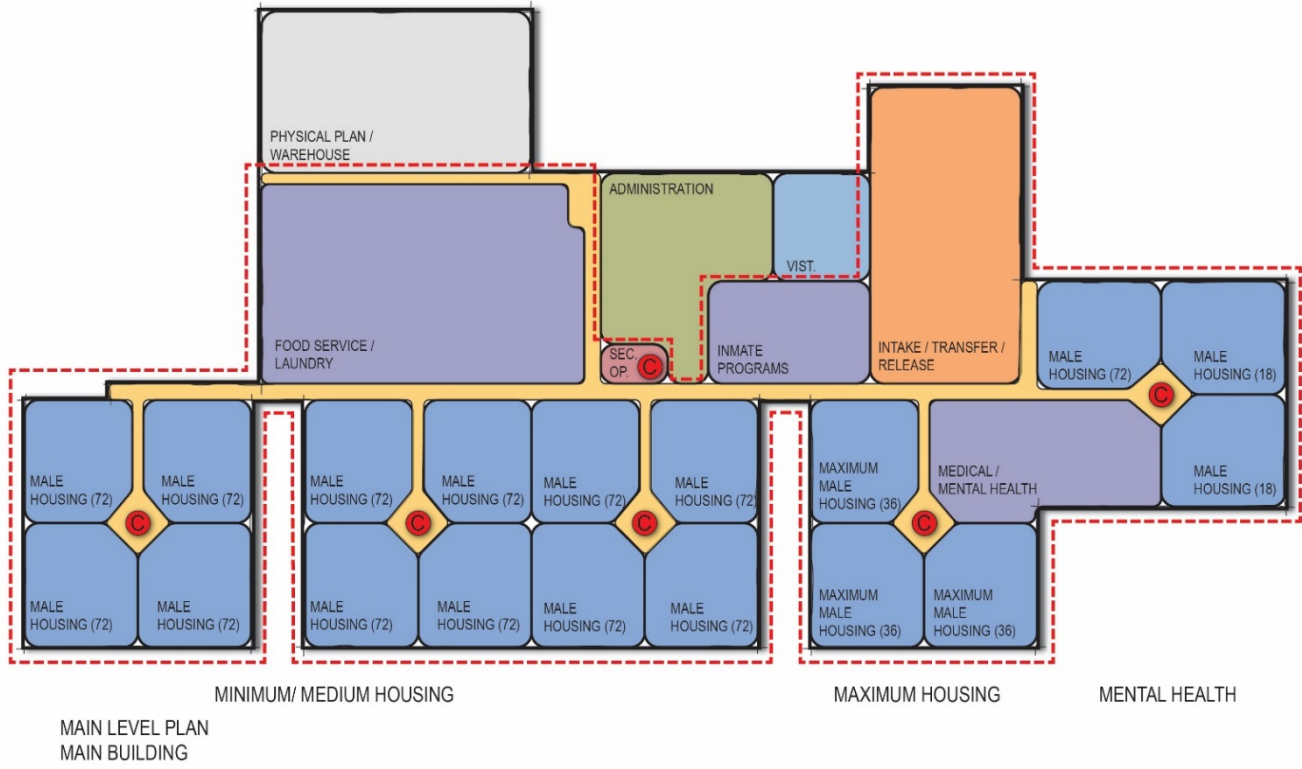 PHYSICAL PLAN /
WAREHOUSE
ADMINISTRATION
VIST.
FOOD SERVICE /
LAUNDRY
SEC.
OP.
C
INMATE
PROGRAMS
INTAKE / TRANSFER /
RELEASE
MALE
HOUSING (72)
MALE
HOUSING (18)
C
MALE
HOUSING (18)
MALE
HOUSING (72)
MALE
HOUSING (72)
C
MALE
HOUSING (72)
MALE
HOUSING (72)
MALE
HOUSING (72)
MALE
HOUSING (72)
C
MALE
HOUSING (72)
MALE
HOUSING (72)
MALE
HOUSING (72)
MALE
HOUSING (72)
C
MALE
HOUSING (72)
MALE
HOUSING (72)
MAXIMUM
MALE
HOUSING (36)
MEDICAL /
MENTAL HEALTH
C
MAXIMUM
MALE
HOUSING (36)
MAXIMUM
MALE
HOUSING (36)
MINIMUM/ MEDIUM HOUSING
MAXIMUM HOUSING
MENTAL HEALTH
MAIN LEVEL PLAN
MAIN BUILDING